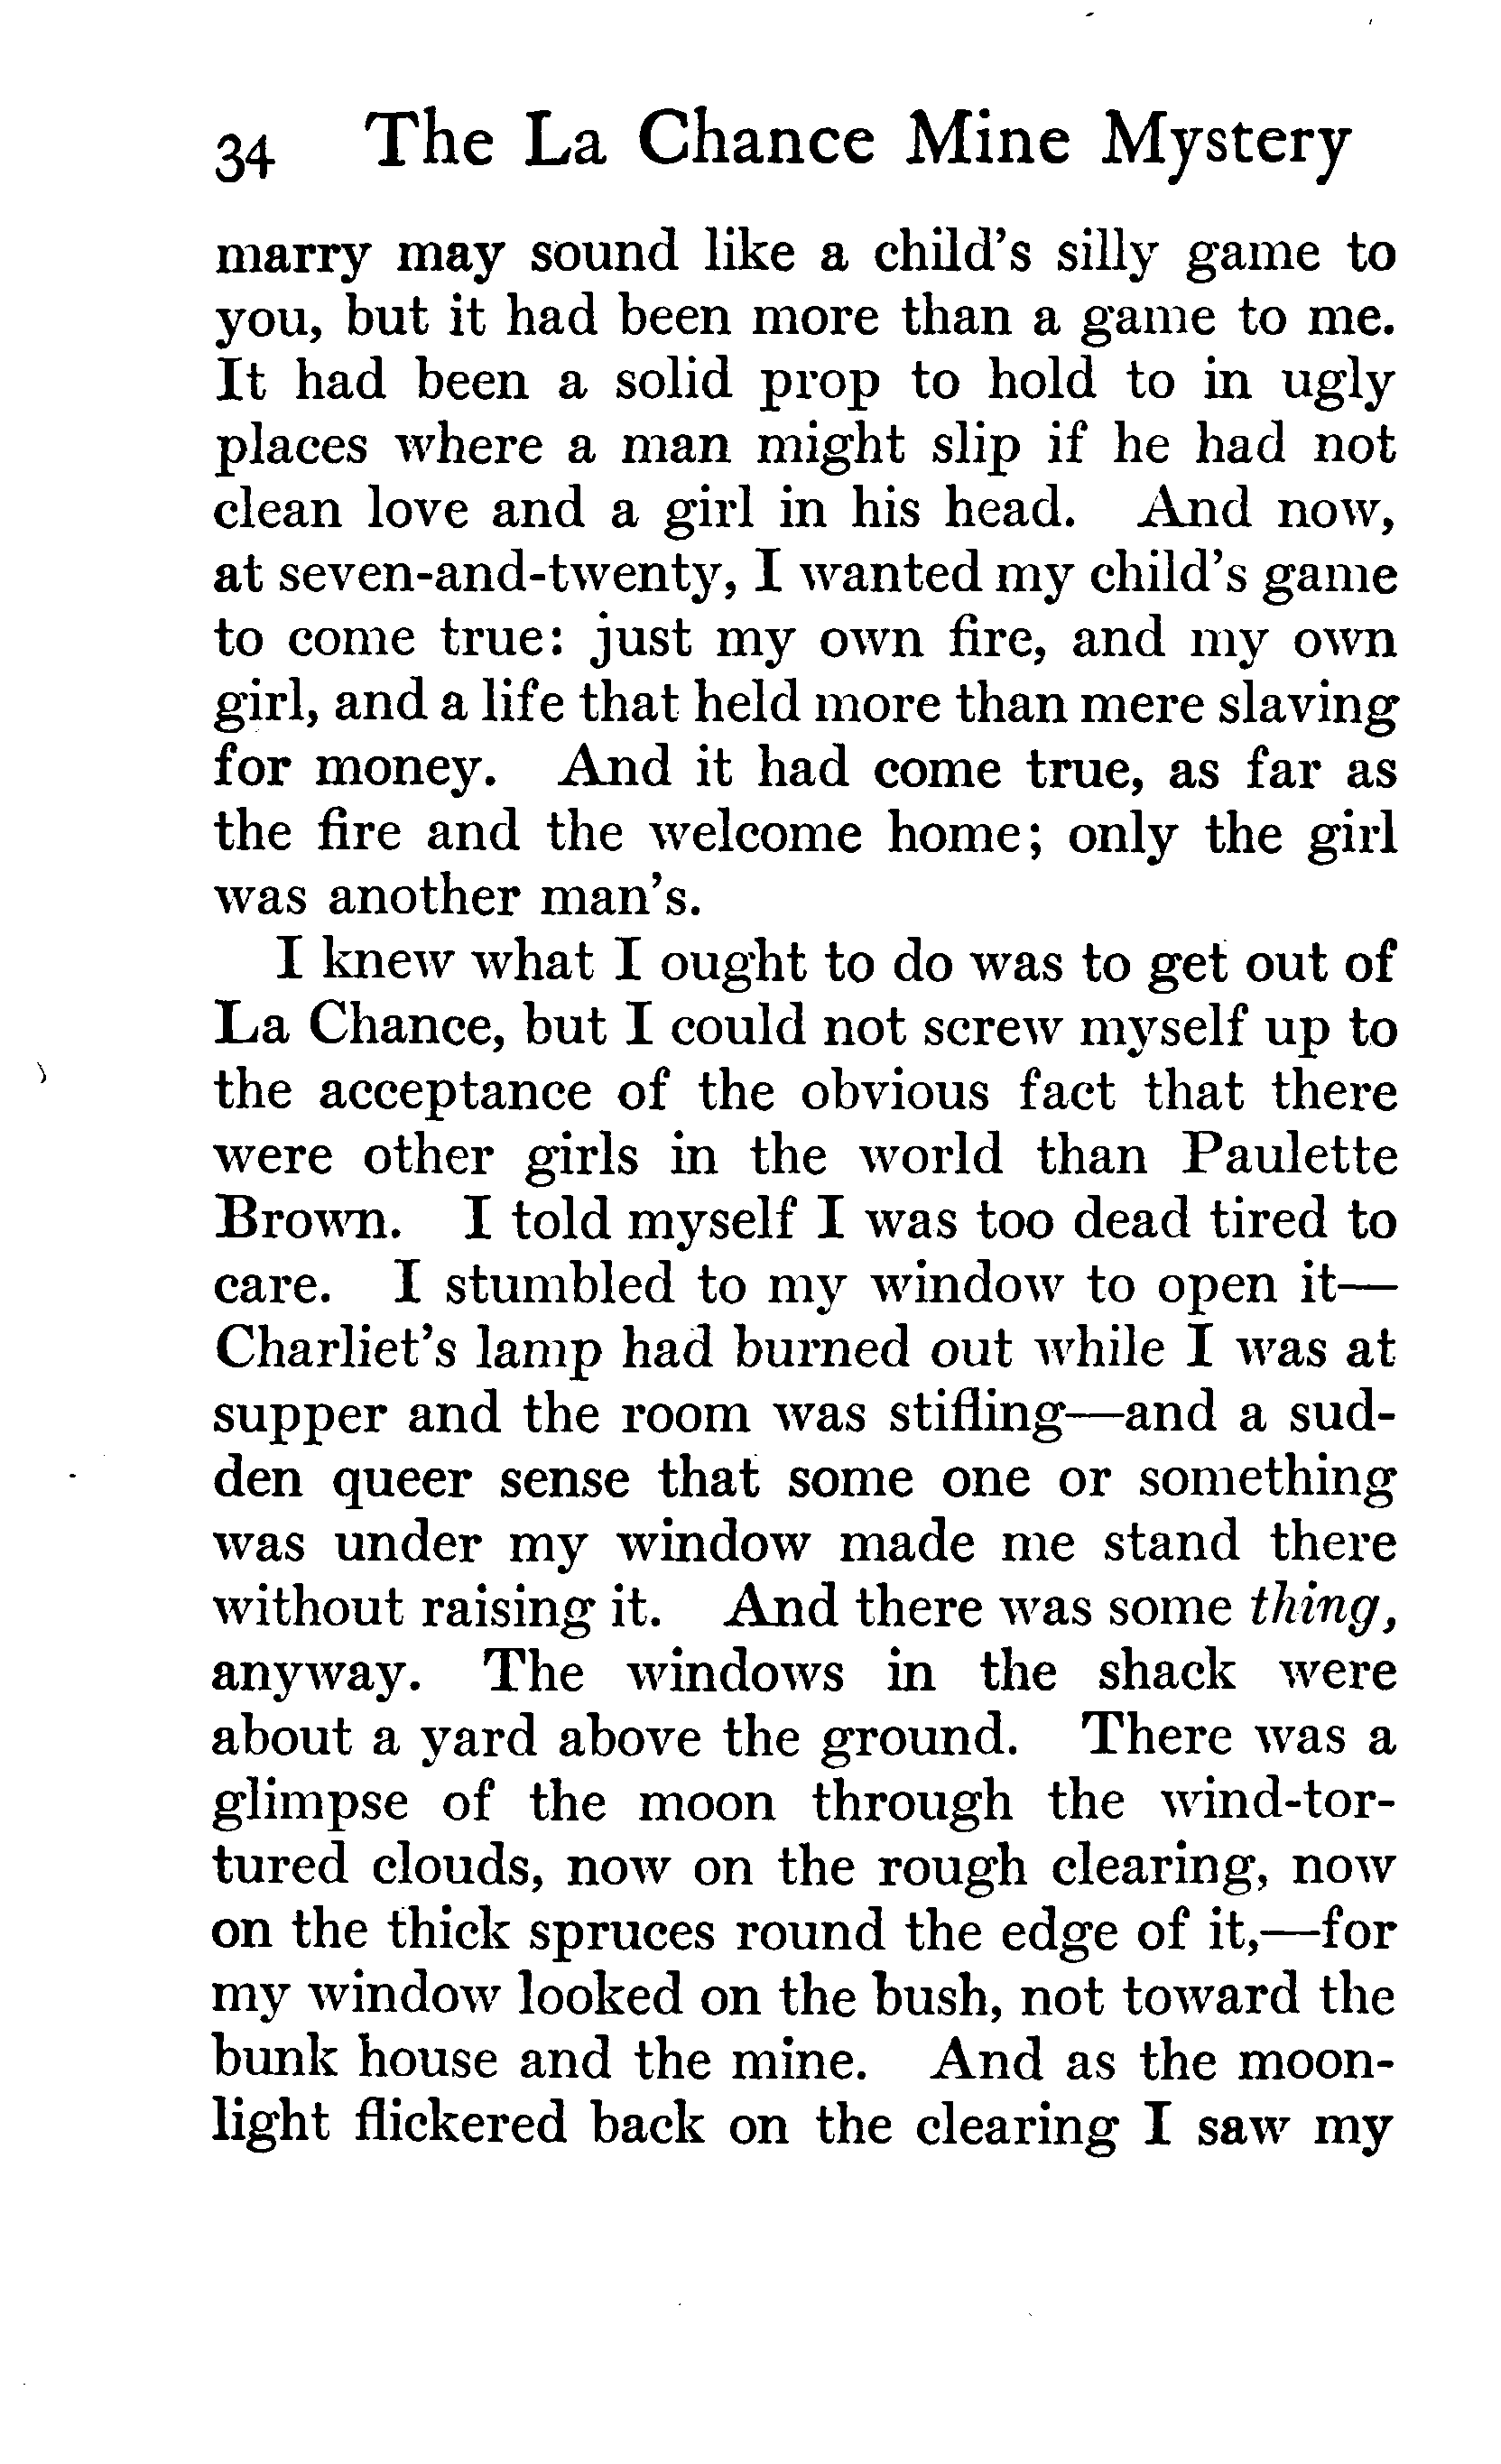 34 The La Chance Mine Mystery
marry may sound like a child's silly game to
you, but it had been more than a game to me.
It had been a solid prop to hold to in ugly
places where a man might slip if he had not
clean love and a girl in his head. And now,
at seven-and-twenty, I wanted my child's game
to come true: just my own fire, and my own
girl, and a life that held more than mere slaving
for money. And it had come true, as far as
the fire and the welcome home; only the girl
was another man's.
I knew what I ought to do was to get out of
La Chance, but I could not screw myself up to
the acceptance of the obvious fact that there
were other girls in the world than Paulette
Brown. I told myself I was too dead tired to
care. I stumbled to my window to open it—
Charliet's lamp had burned out while I was at
supper and the room was stifling—and a sud-
den queer sense that some one or something
was under my window made me stand there
without raising it. And there was some thing,
anyway. The windows in the shack were
about a yard above the ground. There was a
glimpse of the moon through the wind-tor-
tured clouds, now on the rough clearing, now
on the thick spruces round the edge of it,—for
my window looked on the bush, not toward the
bunk house and the mine. And as the moon-
light flickered back on the clearing I saw my